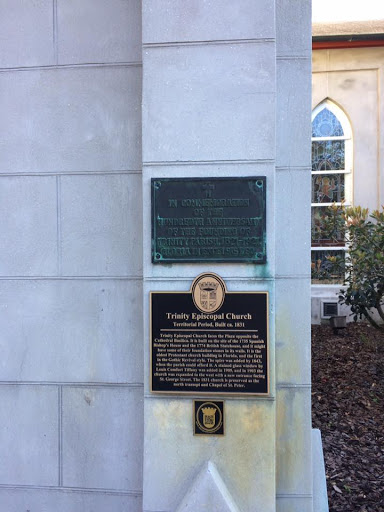 IN COMMEMORATION
OF THE
HUNDREDTH ANNIVERSARY
OF THE FOUNDING OF
TRINITY PARISH
Trinity Episcopal Church
Territorial Period, Built ca. 1831
Trinity Episcopal Church faces the Plaza opposite the
Cathedral Basilica. It is built on the site of the 1735 Spanish
Bishop's House and the 1774 British Statehouse, and it might
have some of their foundation stones in its walls. It is the
oldest Protestant church building in Florida, and the first
in the Gothic Revival style. The spire was added in 1843,
when the parish could afford it. A stained glass window by
Louis Comfort Tiffany was added in 1905, and in 1903 the
church was expanded to the west with a new entrance facing
St. George Street. The 1831 church is preserved as the
north transept and Chapel of St. Peter.